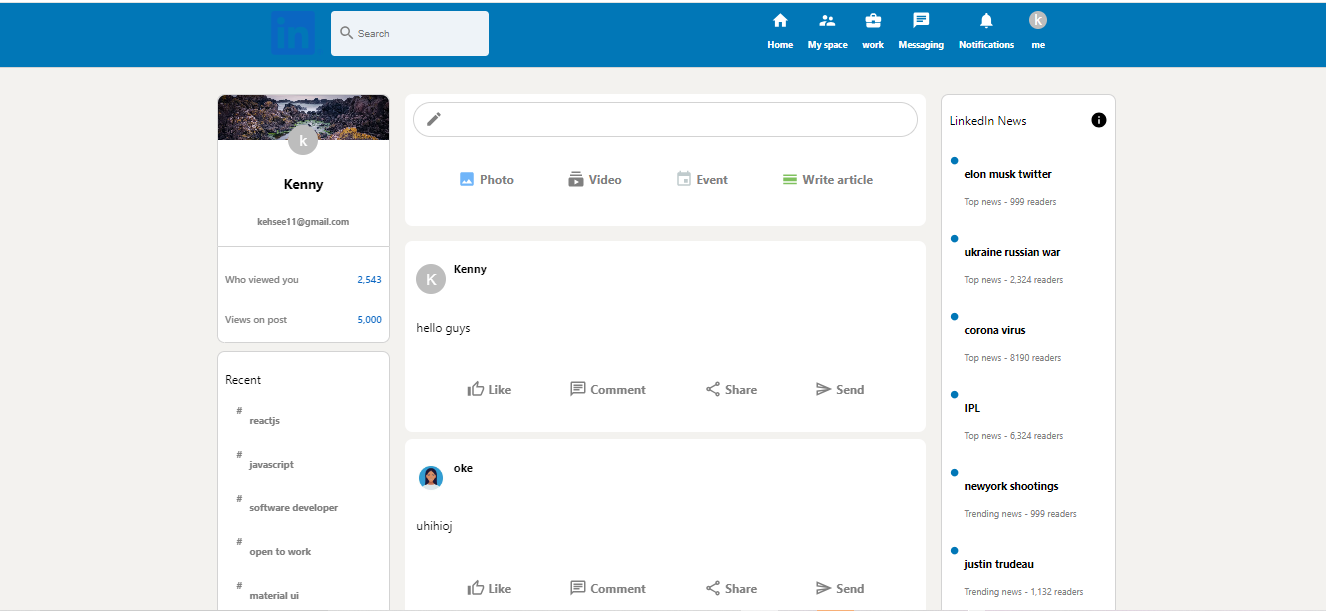 in
Search
Home
My space
work
Messaging
Notifications
k
me
k
Kenny
kehsee11@gmail.com
Who viewed you 2,543
Views on post 5,000
Recent
#
reactjs
#
javascript
#
software developer
#
open to work
#
material ui
Photo
Video
Event
Write article
K
Kenny
hello guys
Like
Comment
Share
Send
oke
uhihioj
Like
Comment
Share
Send
LinkedIn News
elon musk twitter
Top news - 999 readers
ukraine russian war
Top news - 2,324 readers
corona virus
Top news - 8190 readers
IPL
Top news - 6,324 readers
newyork shootings
Trending news - 999 readers
justin trudeau
Trending news - 1,132 readers